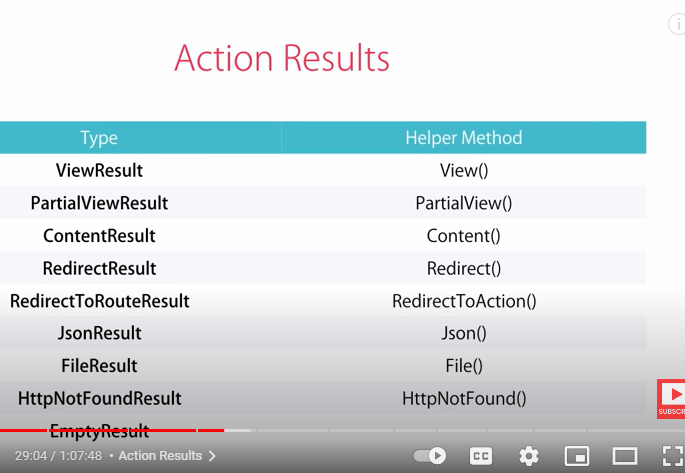 Action Results
Type Helper Method
ViewResult View()
PartialViewResult PartialView()
ContentResult Content()
RedirectResult Redirect()
RedirectToRouteResult RedirectToAction()
JsonResult Json()
FileResult File()
HttpNotFoundResult HttpNotFound()
SUBSCR
EmptyResult
29:04 / 1:07:48 • Action Results >
CC